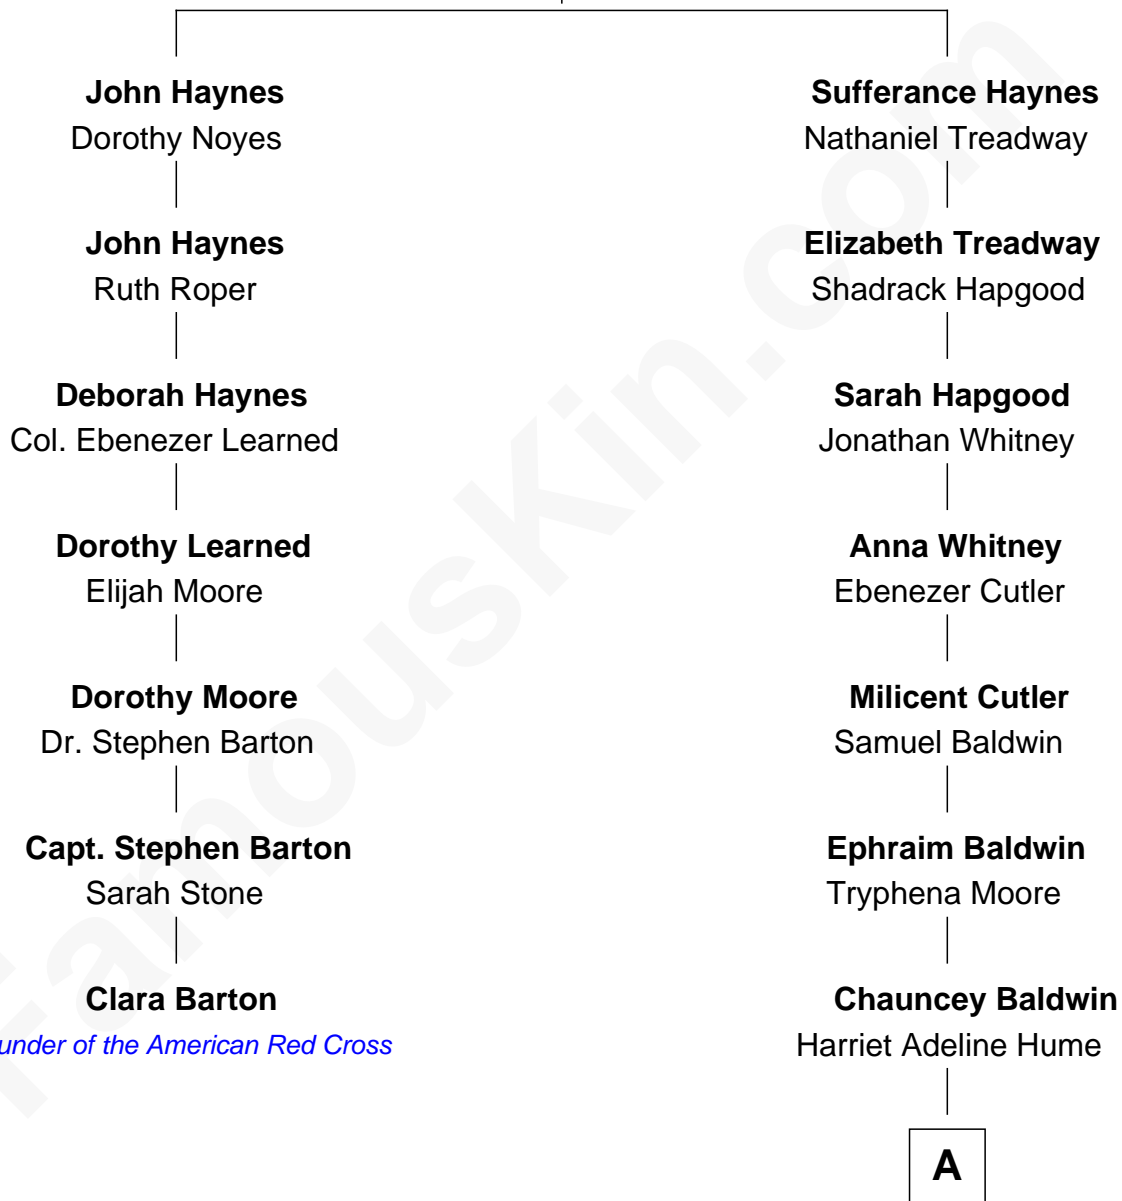 John Haynes
Dorothy Noyes
John Haynes
Ruth Roper
Deborah Haynes
Col. Ebenezer Learned
Dorothy Learned
Elijah Moore
Dorothy Moore
Dr. Stephen Barton
Capt. Stephen Barton
Sarah Stone
Clara Barton
under of the American Red Cross
Sufferance Haynes
Nathaniel Treadway
Elizabeth Treadway
Shadrack Hapgood
Sarah Hapgood
Jonathan Whitney
Anna Whitney
Ebenezer Cutler
Milicent Cutler
Samuel Baldwin
Ephraim Baldwin
Tryphena Moore
Chauncey Baldwin
Harriet Adeline Hume
A
FamousKin.com